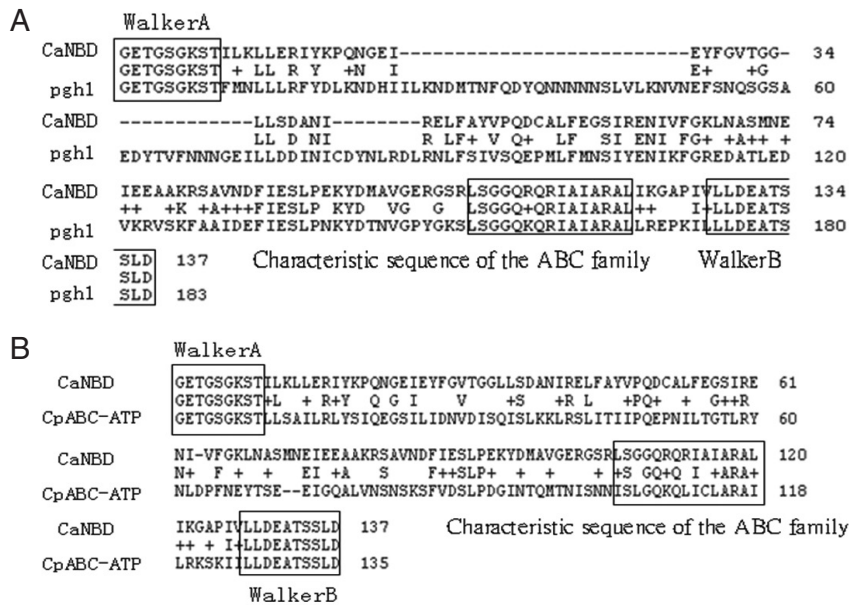 A
WalkerA
CaNBD GETGSGKSTILKLLERIYKPQNGEI----------------------------------EYFGVTGG- 34
GETGSGKST + LL R Y +N I E+ +G
pgh1 GETGSGKSTFMNLLLRFYDLKNDHIILKNDMTNFQDYQNNNNNSLVLKNVNEFSNQSGSA 60
CaNBD -------------LLSDANI-----------RELFAYVPQDCALFEGSIRENIVFGKLNASMNE 74
LL D NI R LF+ V Q+ LF SI ENI FG+ +A++ +
pgh1 EDYTVFNNNGEILLDDINICDYNLRDLRNLFSIVSQEPMLFNMSIYENIKFGREDATLED 120
CaNBD IEEAAKRSAVNDFIESLPEKYDMAVGERGSRLSGGQRQRIAIARALIKGAPIVLLDEATS 134
++ +K +A+++FIESLP KYD VG G LSGGQ+QRIAIARAL++ I+LLDEATS
pgh1 VKRVSKFAAIDEFIESLPNKYDTNVGPYGKSLSGGQKQRIAIARALLREPKILLLDEATS 180
CaNBD SLD 137 Characteristic sequence of the ABC family WalkerB
SLD
pgh1 SLD 183
B
WalkerA
CaNBD GETGSGKSTILKLLERIYKPQNGEIEYFGVTGGLLSDANIRELFAYVPQDCALFEGSIRE 61
GETGSGKST+L + R+Y Q G I V +S +R L +PQ+ G++R
CpABC-ATP GETGSGKSTLLSAILRLYSIQEGSILIDNVDISQISLKKLRSLITIIPQEPNILTGTLRY 60
CaNBD NI-VFGKLNASMNEIEEAAKRSAVNDFIESLPEKYDMAVGERGSRLSGGQRQRIAIARAL 120
N+ F + + EI +A S F++SLP+ + + + +S GQ+Q I +ARA+
CpABC-ATP NLDPFNEYTSE--EIGQALVNSNSKSFVDSLPDGINTQMTNISNNISLGQKQLICLARAI 118
CaNBD IKGAPIVLLDEATSSLD 137 Characteristic sequence of the ABC family
++ + I+LLDEATSSLD
CpABC-ATP LRKSKIILLDEATSSLD 135
WalkerB